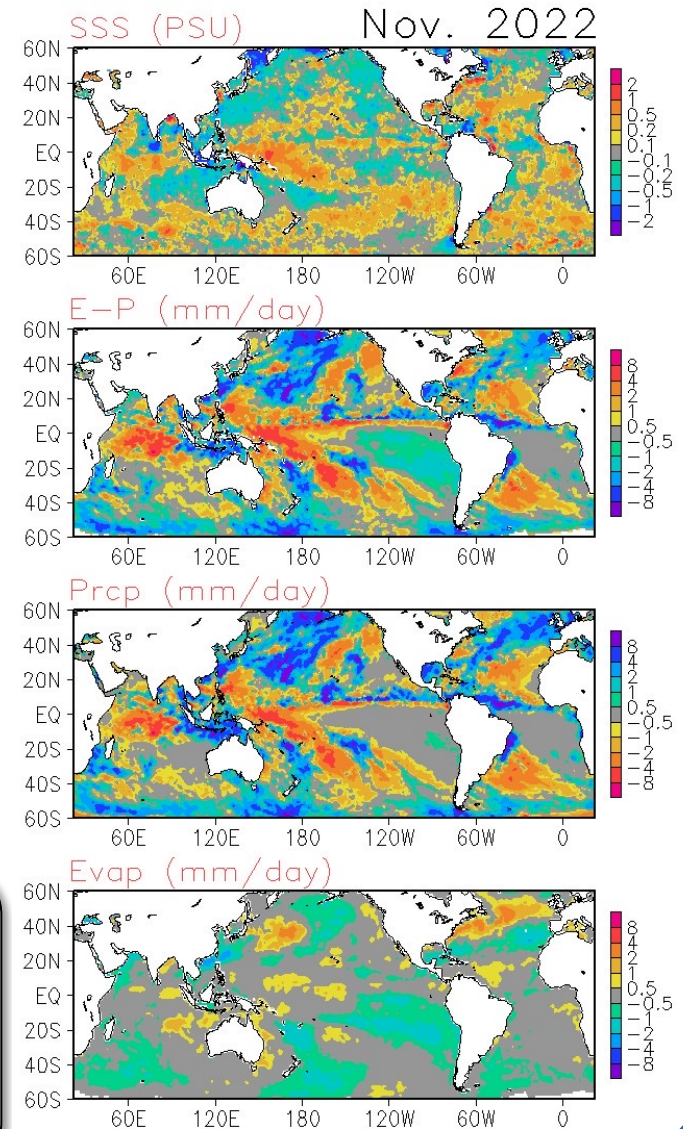 SSS (PSU) Nov. 2022
60N
40N
20N
EQ
20S
40S
60S
60E 120E 180 120W 60W 0
2
1
0.5
0.2
0.1
-0.1
-0.2
-0.5
-1
-2
E-P (mm/day)
60N
40N
20N
EQ
20S
40S
60S
60E 120E 180 120W 60W 0
8
4
2
1
0.5
-0.5
-1
-2
-4
-8
Prcp (mm/day)
60N
40N
20N
EQ
20S
40S
60S
60E 120E 180 120W 60W 0
8
4
2
1
0.5
-0.5
-1
-2
-4
-8
Evap (mm/day)
60N
40N
20N
EQ
20S
40S
60S
60E 120E 180 120W 60W 0
8
4
2
1
0.5
-0.5
-1
-2
-4
-8